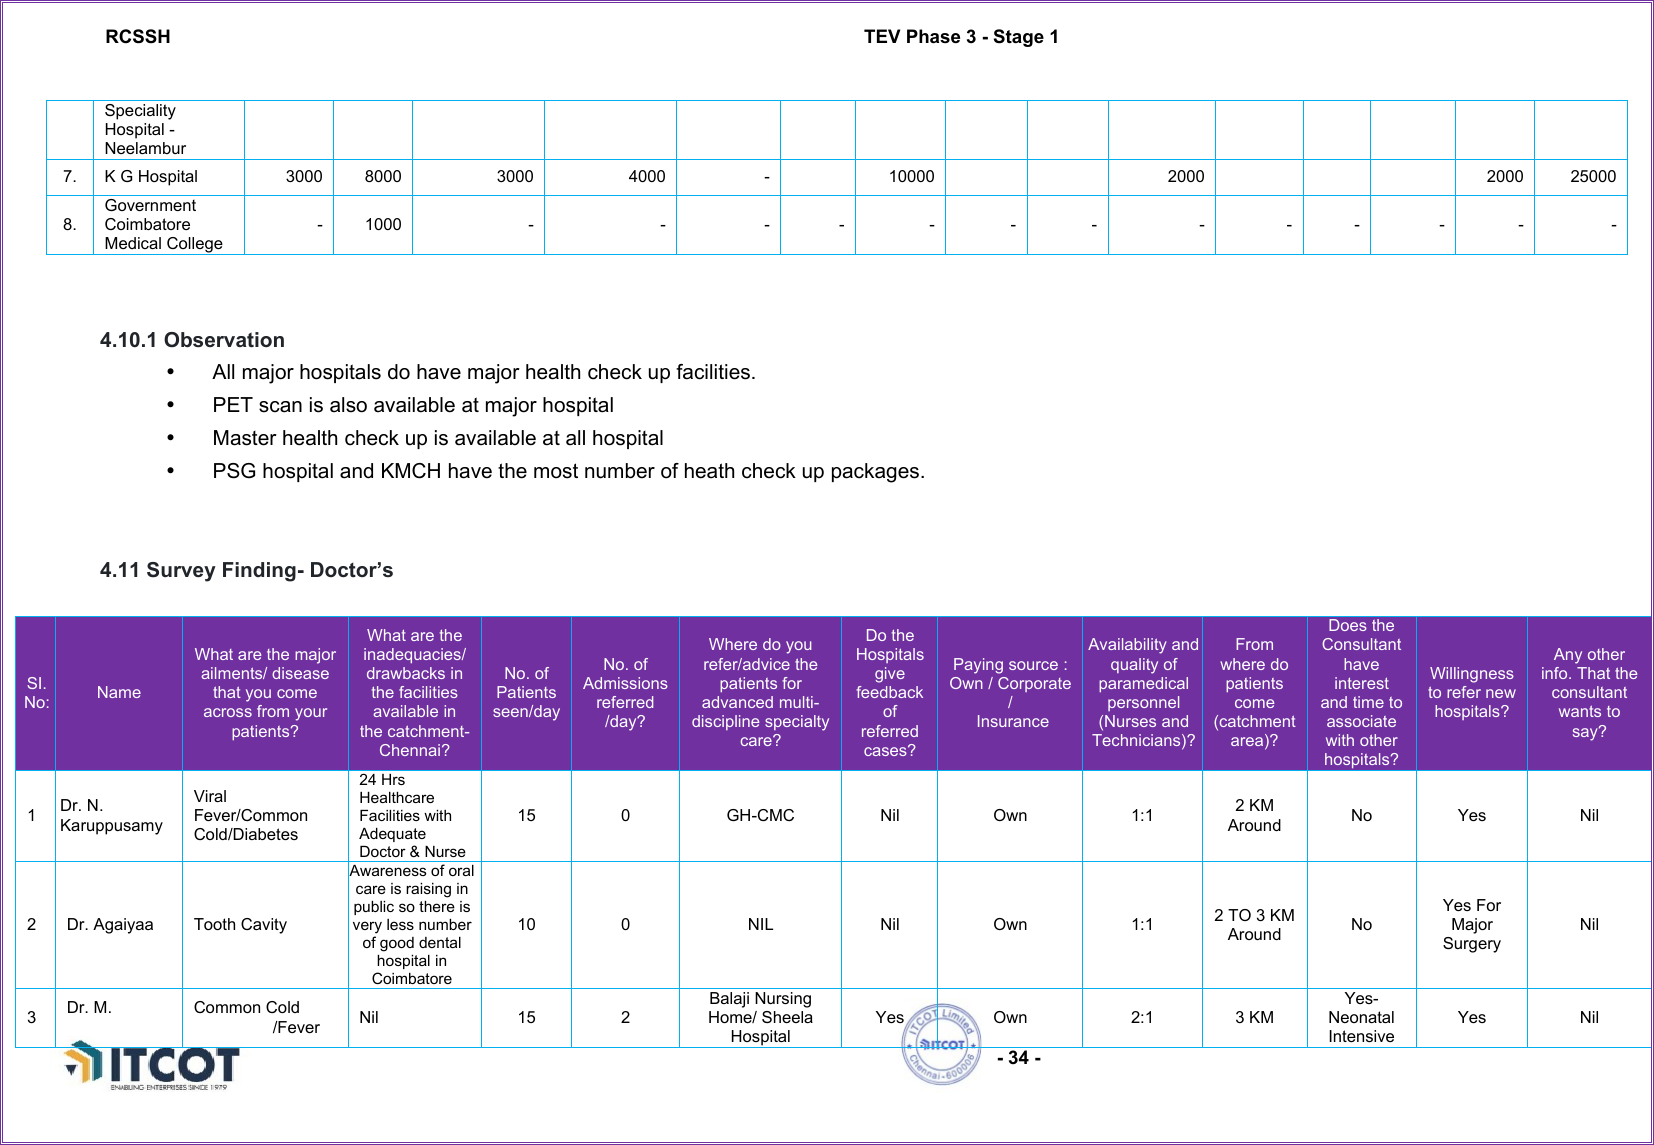 RCSSH TEV Phase 3 - Stage 1
Speciality
Hospital -
Neelambur
7. K G Hospital 3000 8000 3000 4000 - 10000 2000 2000 25000
Government
8. Coimbatore - 1000 - - - - - - - - - - - - -
Medical College
4.10.1 Observation
• All major hospitals do have major health check up facilities.
• PET scan is also available at major hospital
• Master health check up is available at all hospital
• PSG hospital and KMCH have the most number of heath check up packages.
4.11 Survey Finding- Doctor’s
SI.
No:
Name
What are the major
ailments/ disease
that you come
across from your
patients?
What are the
inadequacies/
drawbacks in
the facilities
available in
the catchment-
Chennai?
No. of
Patients
seen/day
No. of
Admissions
referred
/day?
Where do you
refer/advice the
patients for
advanced multi-
discipline specialty
care?
Do the
Hospitals
give
feedback
of
referred
cases?
Paying source :
Own / Corporate
/
Insurance
Availability and
quality of
paramedical
personnel
(Nurses and
Technicians)?
From
where do
patients
come
(catchment
area)?
Does the
Consultant
have
interest
and time to
associate
with other
hospitals?
Willingness
to refer new
hospitals?
Any other
info. That the
consultant
wants to
say?
1
Dr. N.
Karuppusamy
Viral
Fever/Common
Cold/Diabetes
24 Hrs
Healthcare
Facilities with
Adequate
Doctor & Nurse
15
0
GH-CMC
Nil
Own
1:1
2 KM
Around
No
Yes
Nil
2
Dr. Agaiyaa
Tooth Cavity
Awareness of oral
care is raising in
public so there is
very less number
of good dental
hospital in
Coimbatore
10
0
NIL
Nil
Own
1:1
2 TO 3 KM
Around
No
Yes For
Major
Surgery
Nil
3
Dr. M.
Common Cold
/Fever
Nil
15
2
Balaji Nursing
Home/ Sheela
Hospital
Yes
Own
2:1
3 KM
Yes-
Neonatal
Intensive
Yes
Nil
ITCOT
ENABLING ENTERPRISES SINCE 1979
ITCOT Limited
ITCOT
Chennai-600006
- 34 -